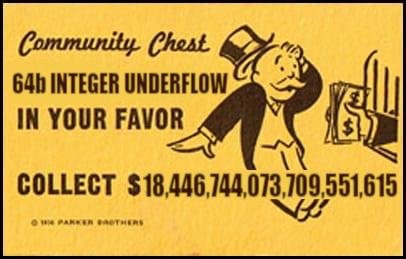 Community Chest
64b INTEGER UNDERFLOW
IN YOUR FAVOR
COLLECT $18,446,744,073,709,551,615
© 1936 PARKER BROTHERS
$
$